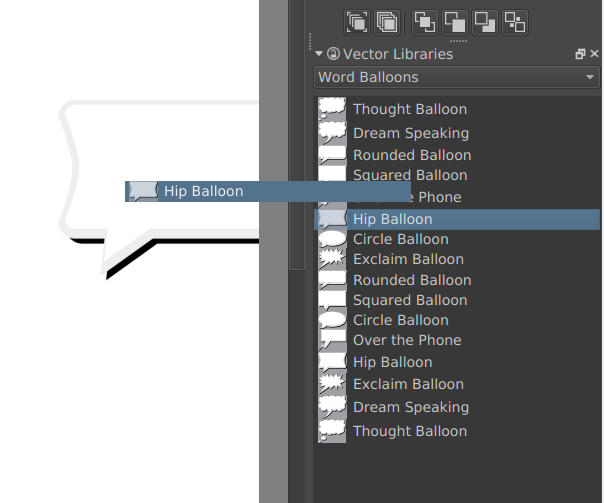 Vector Libraries
Word Balloons
Thought Balloon
Dream Speaking
Rounded Balloon
Squared Balloon
Hip Balloon
the Phone
Hip Balloon
Circle Balloon
Exclaim Balloon
Rounded Balloon
Squared Balloon
Circle Balloon
Over the Phone
Hip Balloon
Exclaim Balloon
Dream Speaking
Thought Balloon